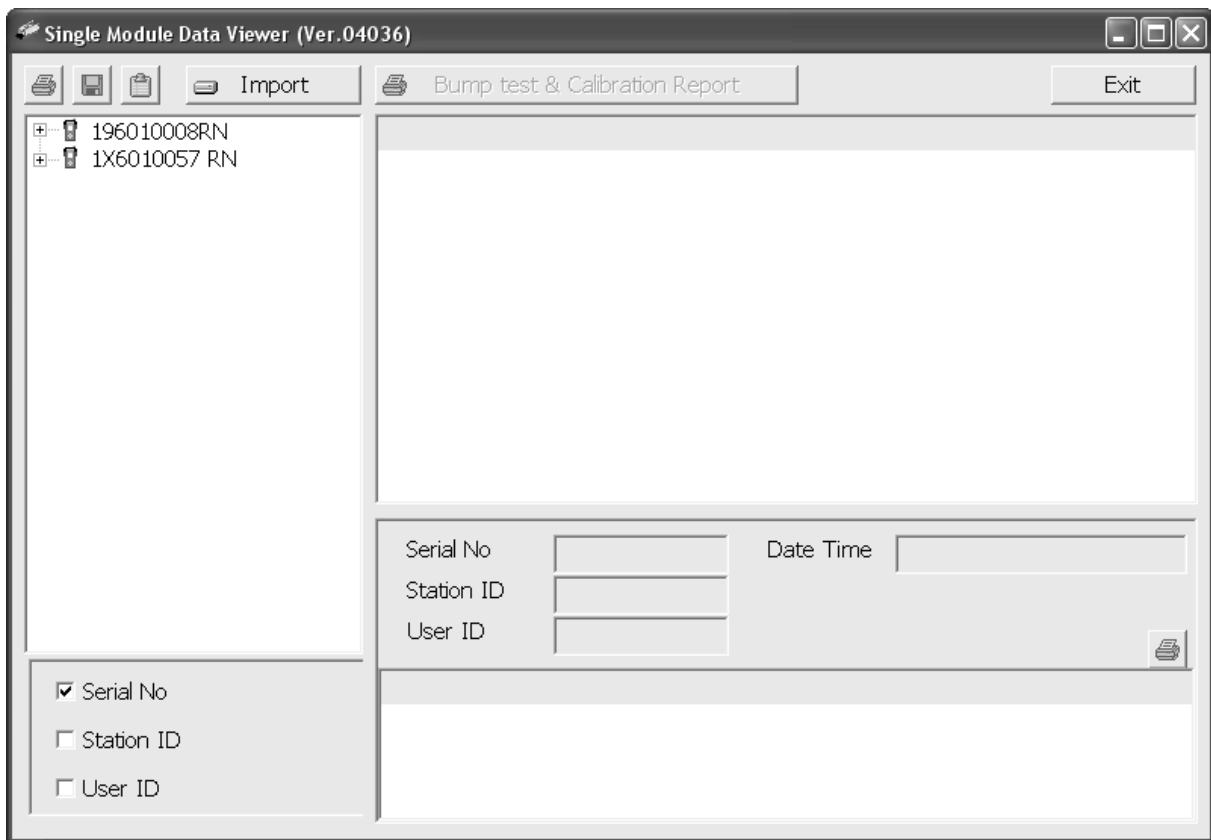 Single Module Data Viewer (Ver.04036)
Import
Bump test & Calibration Report
Exit
196010008RN
1X6010057 RN
Serial No
Date Time
Station ID
User ID
Serial No
Station ID
User ID